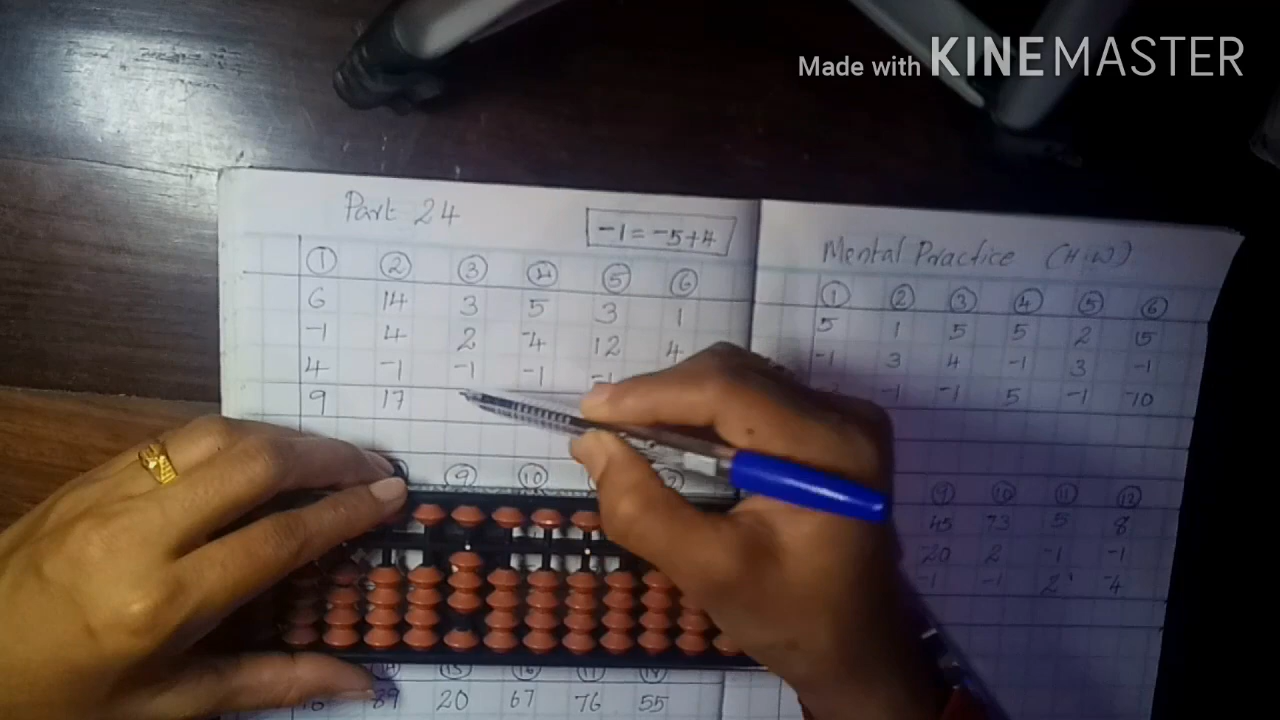 Made with KINEMASTER
Part 24
-1 = -5+4
① ② ③ ④ ⑤ ⑥
6 14 3 5 3 1
-1 4 2 -4 12 4
4 -1 -1 -1 -1
9 17
⑨ ⑩
89 20 67 76 55
Mental Practice (H.W)
① ② ③ ④ ⑤ ⑥
5 1 5 5 2 15
-1 3 4 -1 3 -1
-1 -1 5 -1 -10
⑨ ⑩ ⑪ ⑫
45 73 5 8
-20 2 -1 -1
-1 -1 2 -4